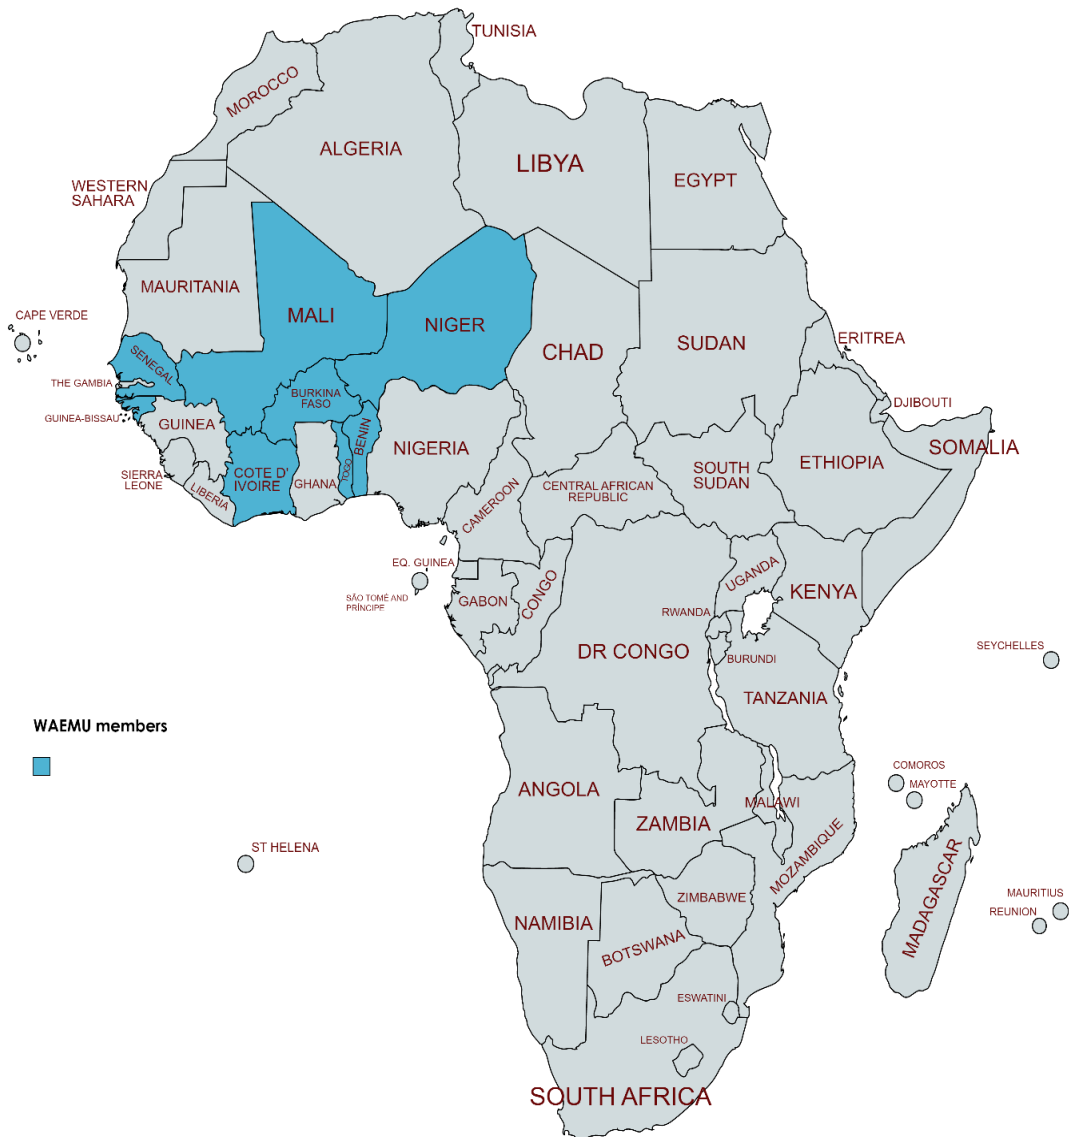 TUNISIA
MOROCCO
ALGERIA
LIBYA
EGYPT
WESTERN
SAHARA
MAURITANIA
MALI
NIGER
CAPE VERDE
CHAD
SUDAN
ERITREA
SENEGAL
THE GAMBIA
BURKINA
FASO
DJIBOUTI
GUINEA-BISSAU
GUINEA
BENIN
NIGERIA
SOMALIA
ETHIOPIA
SIERRA
LEONE
COTE D'
IVOIRE
GHANA
TOGO
LIBERIA
CAMEROON
CENTRAL AFRICAN
REPUBLIC
SOUTH
SUDAN
EQ. GUINEA
SÃO TOMÉ AND
PRÍNCIPE
GABON
CONGO
UGANDA
KENYA
RWANDA
DR CONGO
BURUNDI
SEYCHELLES
TANZANIA
WAEMU members
COMOROS
MAYOTTE
ANGOLA
MALAWI
ZAMBIA
MOZAMBIQUE
ST HELENA
MADAGASCAR
ZIMBABWE
MAURITIUS
REUNION
NAMIBIA
BOTSWANA
ESWATINI
LESOTHO
SOUTH AFRICA